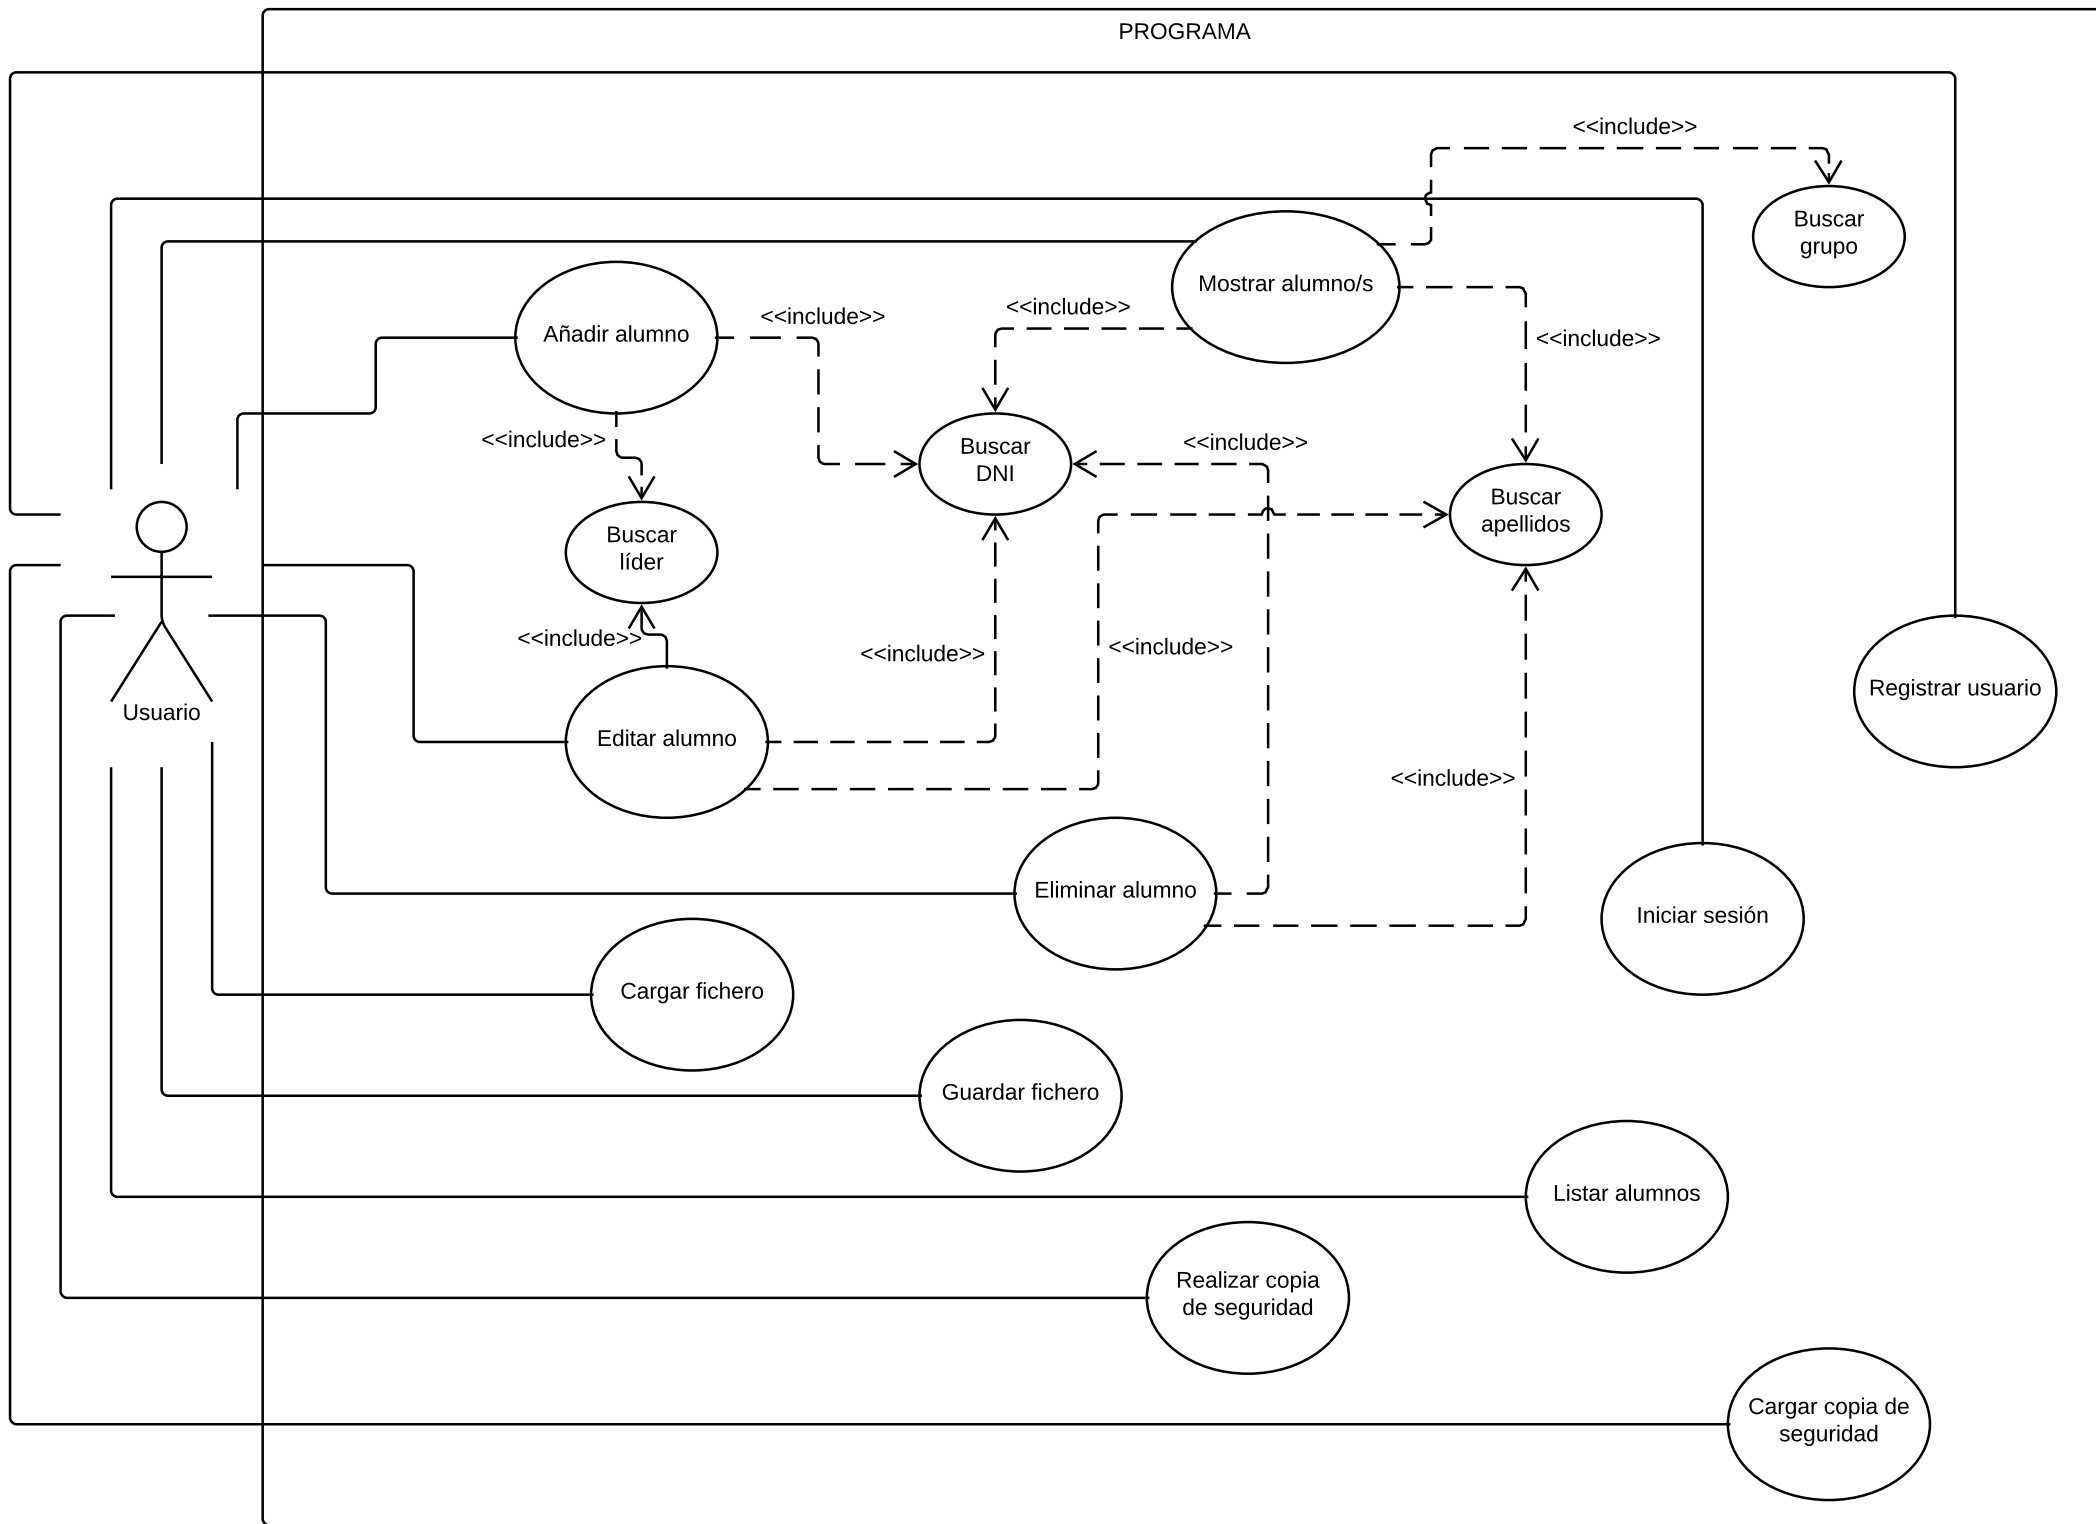 PROGRAMA
<<include>>
Buscar
grupo
Mostrar alumno/s
<<include>>
<<include>>
Añadir alumno
<<include>>
<<include>>
<<include>>
Buscar
DNI
<<include>>
Buscar
apellidos
Buscar
líder
<<include>>
<<include>>
<<include>>
Registrar usuario
Usuario
Editar alumno
<<include>>
Eliminar alumno
Iniciar sesión
Cargar fichero
Guardar fichero
Listar alumnos
Realizar copia
de seguridad
Cargar copia de
seguridad